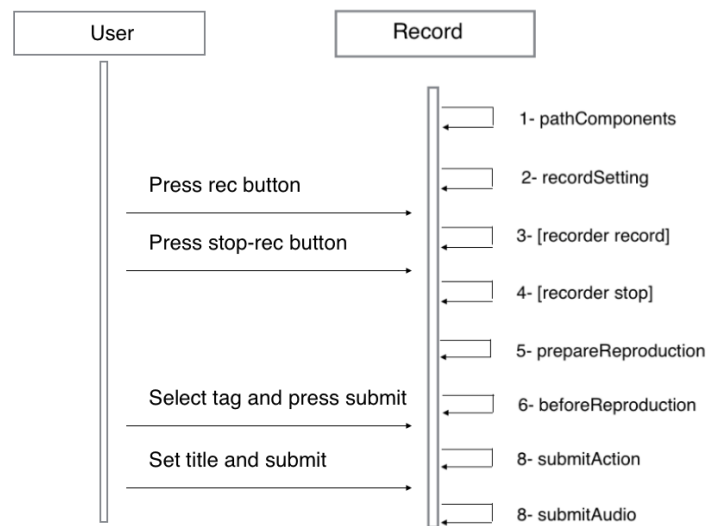 User
Record
1- pathComponents
2- recordSetting
Press rec button
3- [recorder record]
Press stop-rec button
4- [recorder stop]
5- prepareReproduction
Select tag and press submit
6- beforeReproduction
Set title and submit
8- submitAction
8- submitAudio